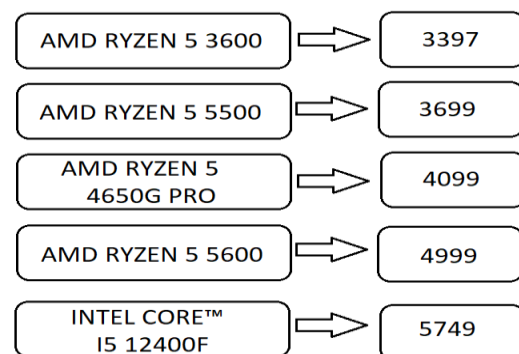 AMD RYZEN 5 3600
3397
AMD RYZEN 5 5500
3699
AMD RYZEN 5
4650G PRO
4099
AMD RYZEN 5 5600
4999
INTEL CORE™
I5 12400F
5749